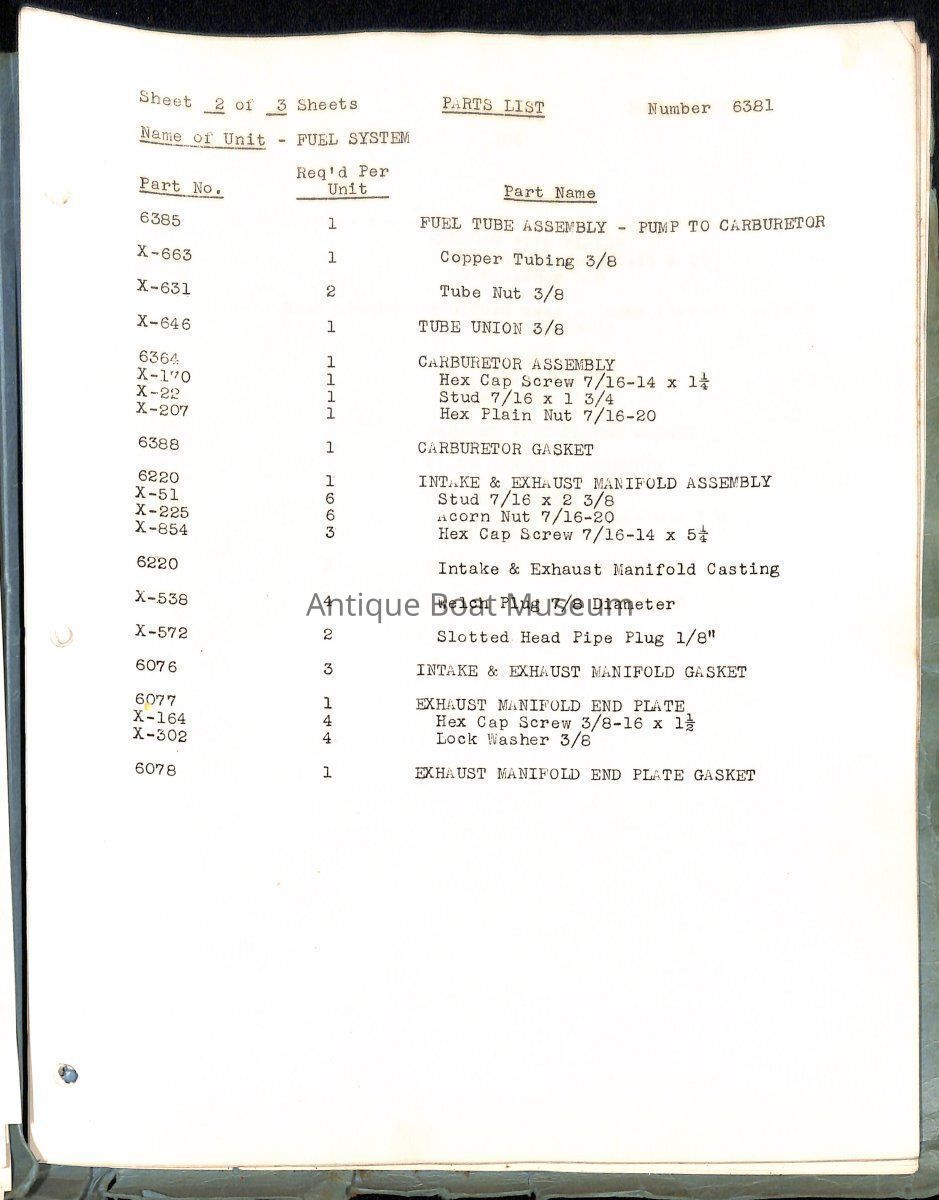 Sheet 2 of 3 Sheets PARTS LIST Number 6381
Name of Unit - FUEL SYSTEM
Part No. Req'd Per Unit Part Name
6385 1 FUEL TUBE ASSEMBLY - PUMP TO CARBURETOR
X-663 1 Copper Tubing 3/8
X-631 2 Tube Nut 3/8
X-646 1 TUBE UNION 3/8
6364 1 CARBURETOR ASSEMBLY
X-170 1 Hex Cap Screw 7/16-14 x 1¼
X-22 1 Stud 7/16 x 1 3/4
X-207 1 Hex Plain Nut 7/16-20
6388 1 CARBURETOR GASKET
6220 1 INTAKE & EXHAUST MANIFOLD ASSEMBLY
X-51 6 Stud 7/16 x 2 3/8
X-225 6 Acorn Nut 7/16-20
X-854 3 Hex Cap Screw 7/16-14 x 5¼
6220 Intake & Exhaust Manifold Casting
X-538 4 Welch Plug 7/8 Diameter
Antique Boat Museum
X-572 2 Slotted Head Pipe Plug 1/8"
6076 3 INTAKE & EXHAUST MANIFOLD GASKET
6077 1 EXHAUST MANIFOLD END PLATE
X-164 4 Hex Cap Screw 3/8-16 x 1½
X-302 4 Lock Washer 3/8
6078 1 EXHAUST MANIFOLD END PLATE GASKET